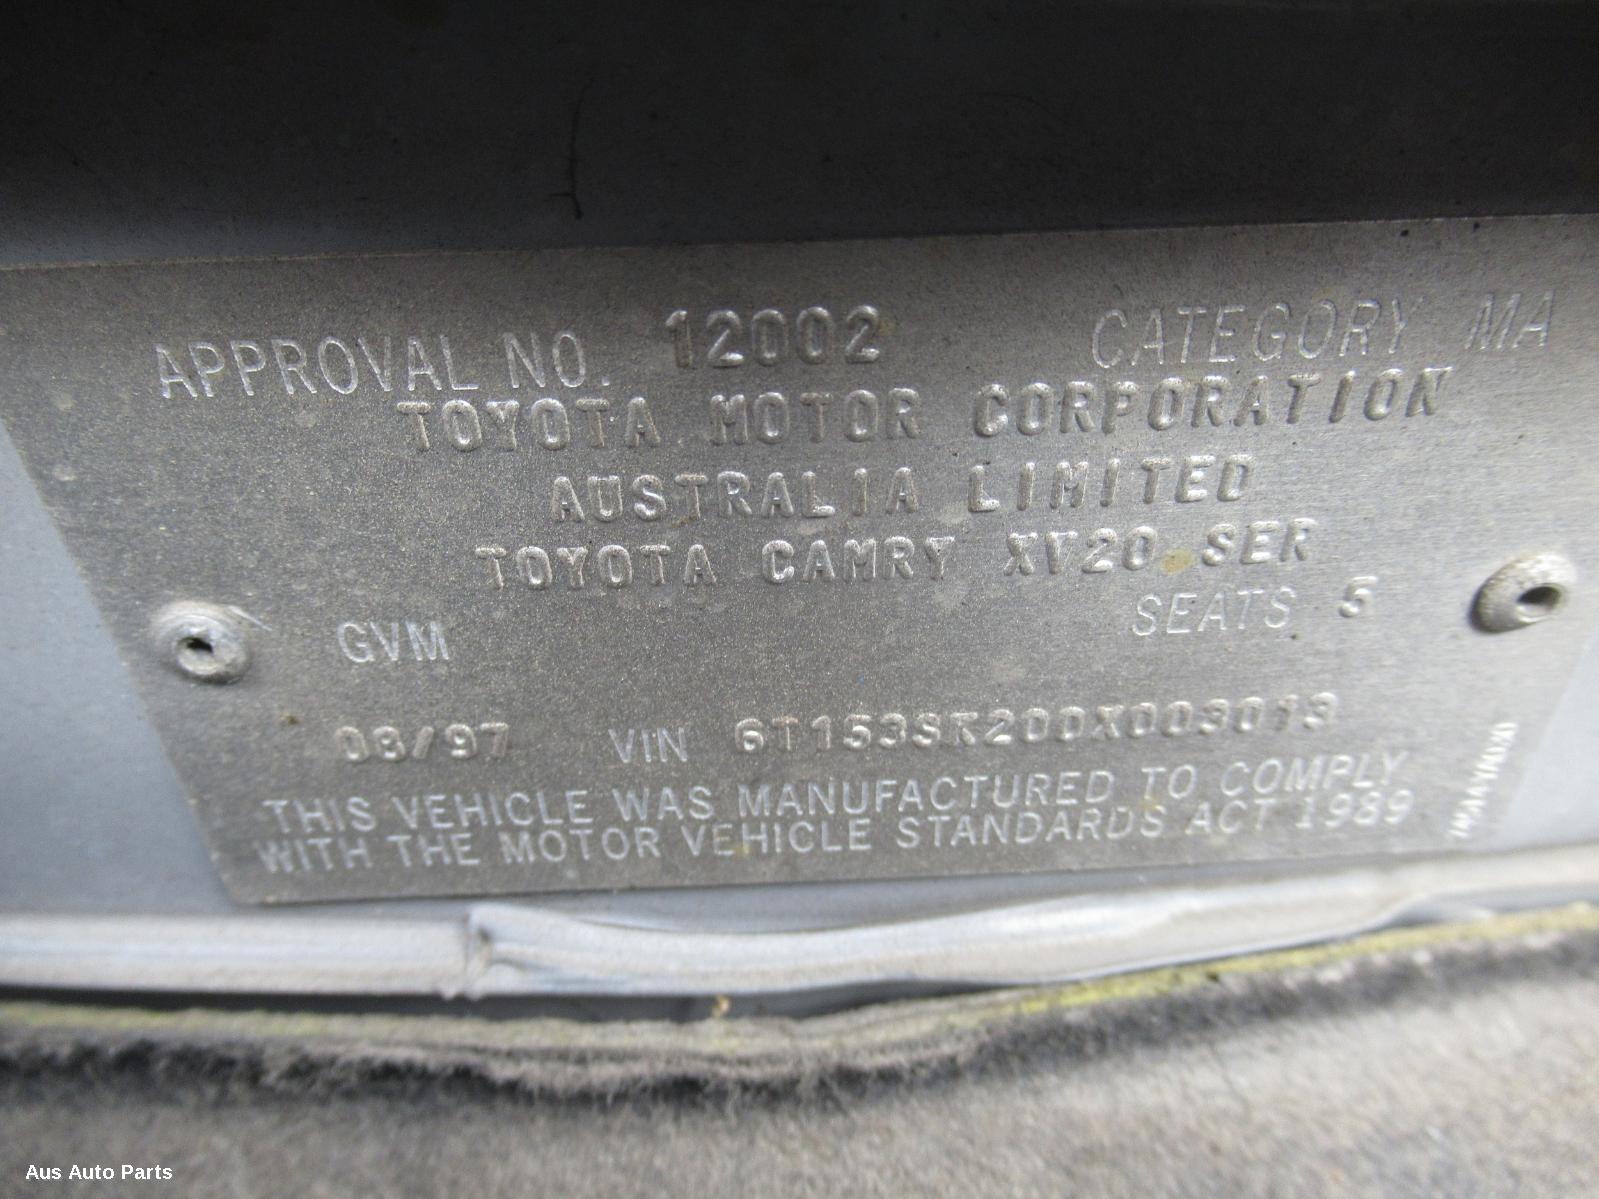 APPROVAL NO. 12002 CATEGORY MA
TOYOTA MOTOR CORPORATION
AUSTRALIA LIMITED
TOYOTA CAMRY XV20 SER
GVM SEATS 5
08/97 VIN 6T153SK200X003013
THIS VEHICLE WAS MANUFACTURED TO COMPLY
WITH THE MOTOR VEHICLE STANDARDS ACT 1989
Aus Auto Parts